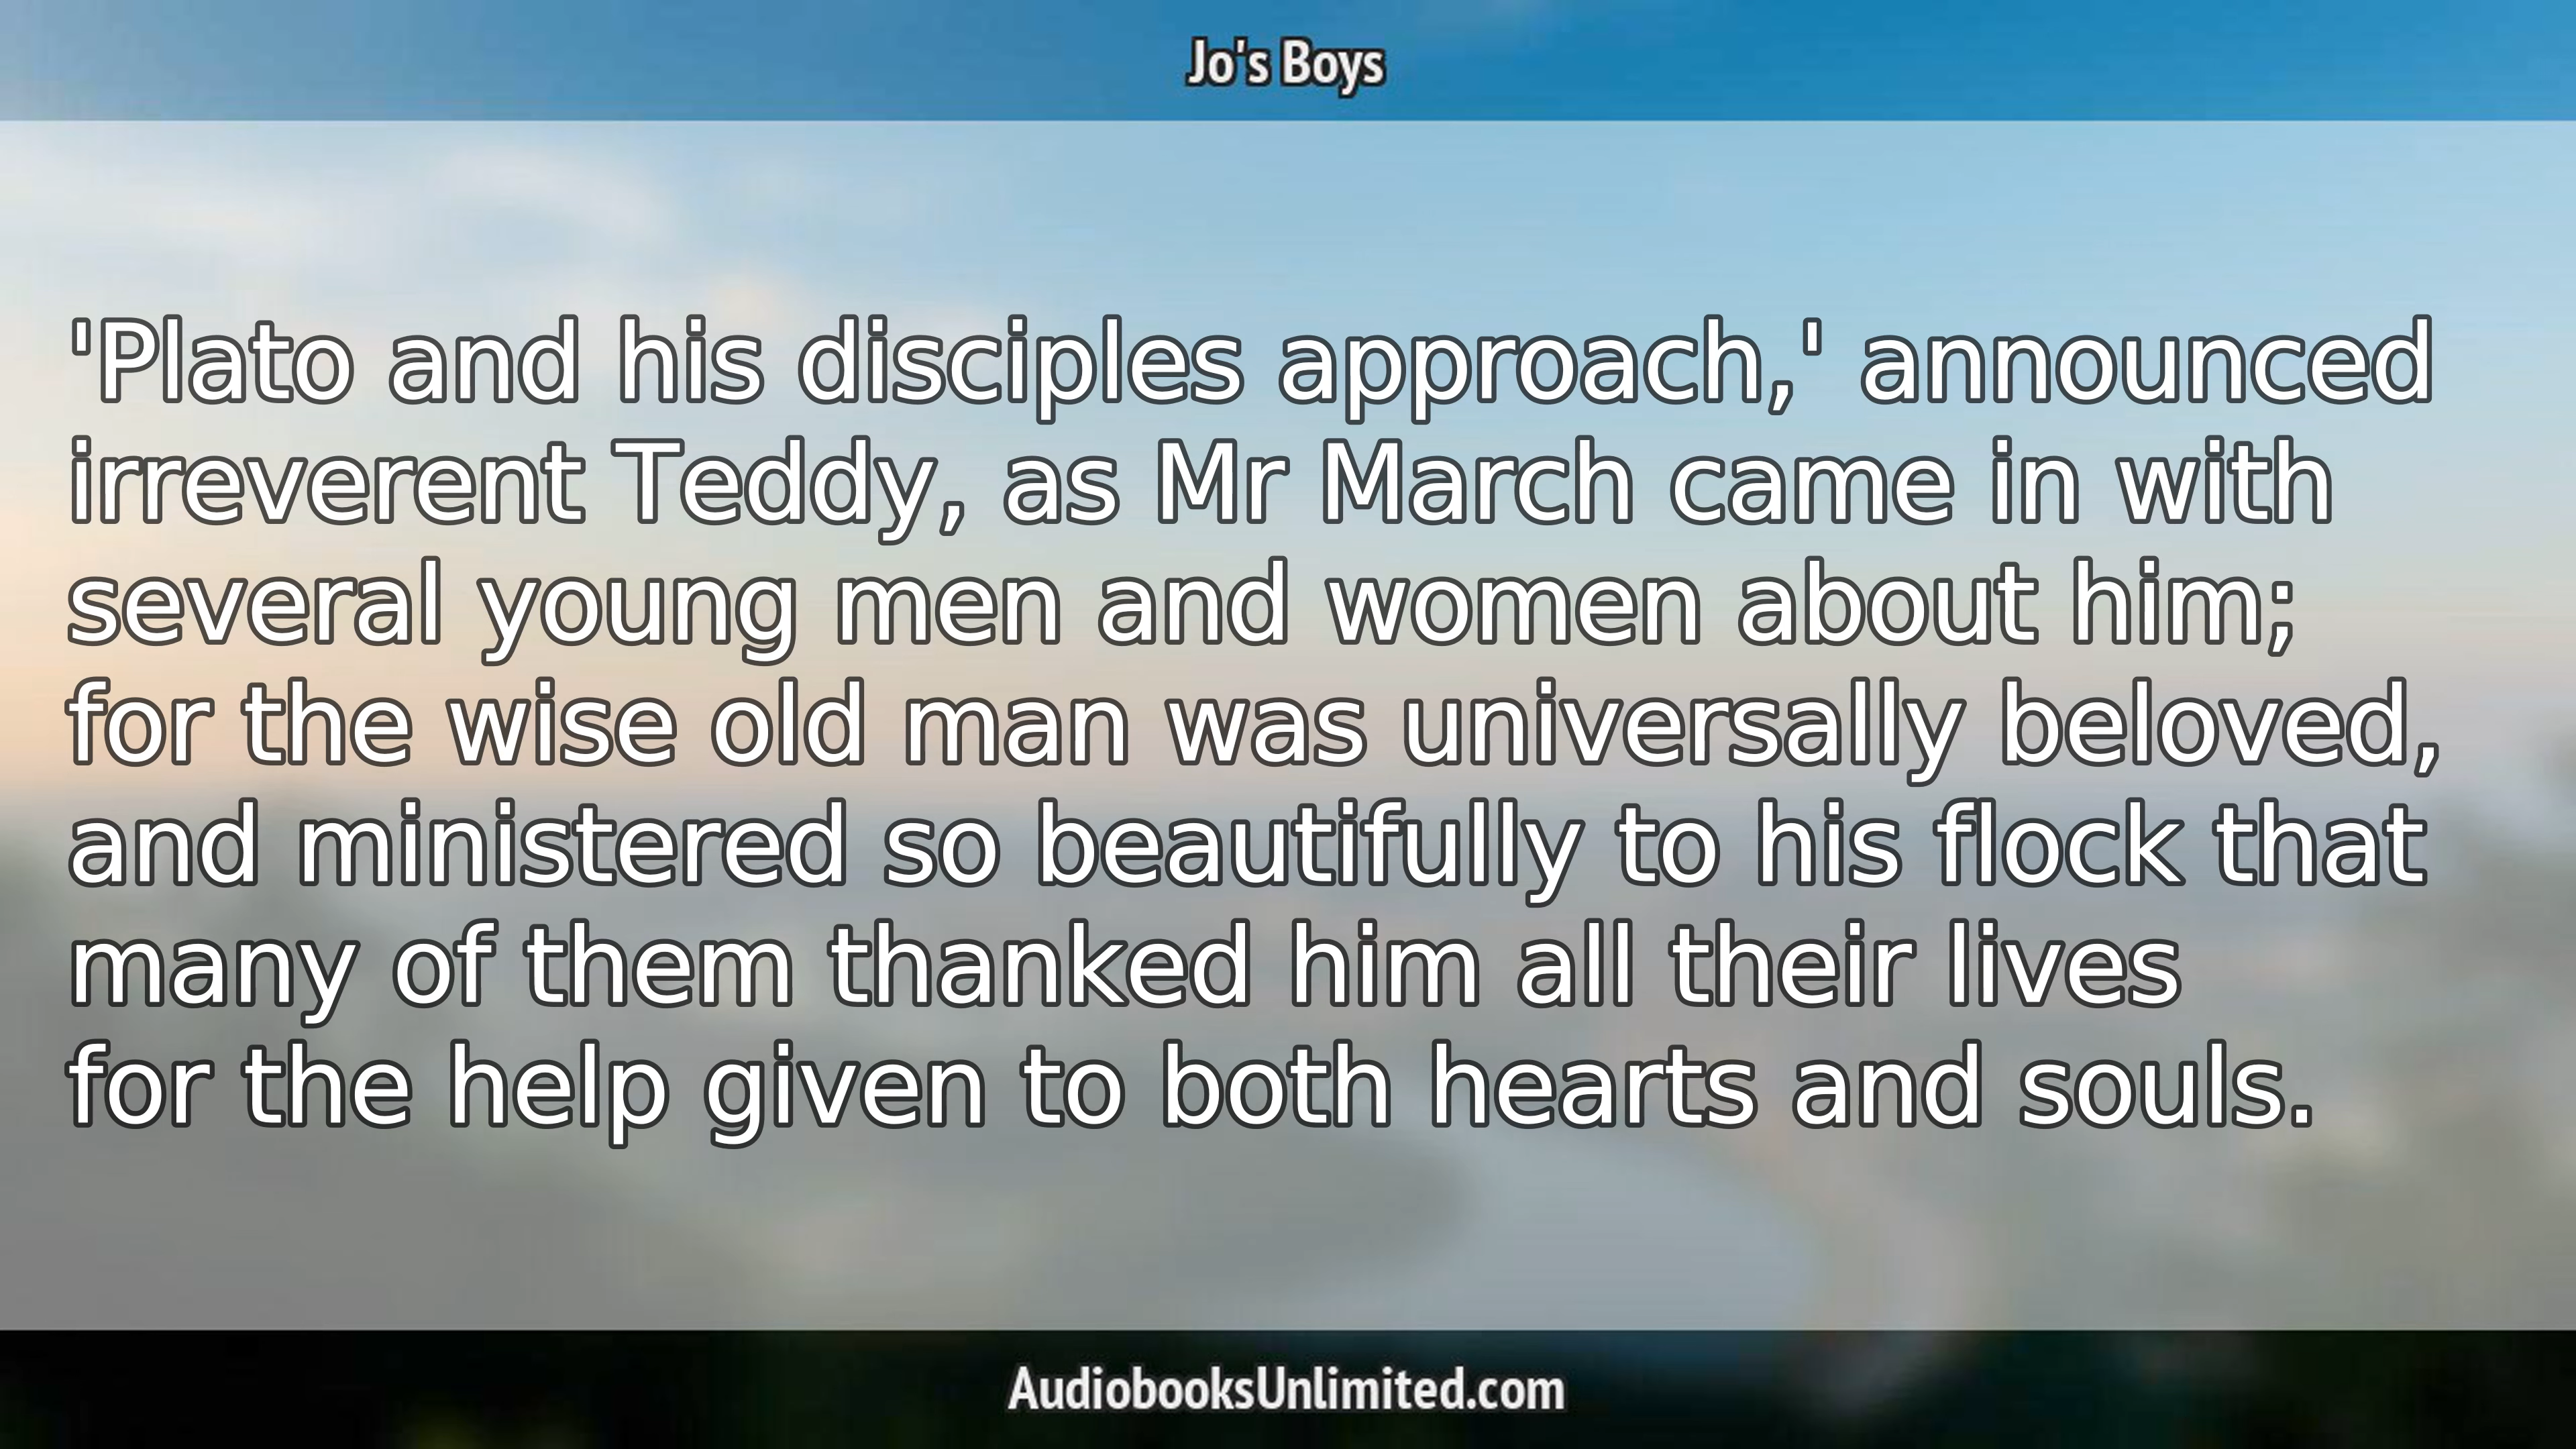 Jo's Boys
'Plato and his disciples approach,' announced
irreverent Teddy, as Mr March came in with
several young men and women about him;
for the wise old man was universally beloved,
and ministered so beautifully to his flock that
many of them thanked him all their lives
for the help given to both hearts and souls.
AudiobooksUnlimited.com